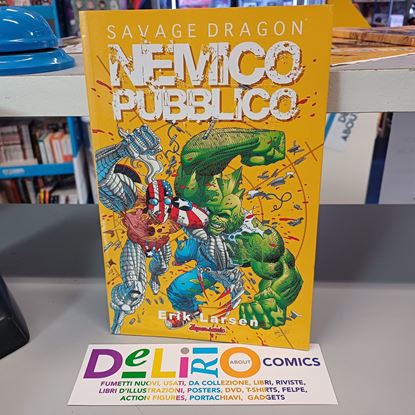 SAVAGE DRAGON
NEMICO
PUBBLICO
Erik Larsen
DELIRIO ABOUT COMICS
FUMETTI NUOVI, USATI, DA COLLEZIONE, LIBRI, RIVISTE,
LIBRI D'ILLUSTRAZIONI, POSTERS, DVD, T-SHIRTS, FELPE,
ACTION FIGURES, PORTACHIAVI, GADGETS